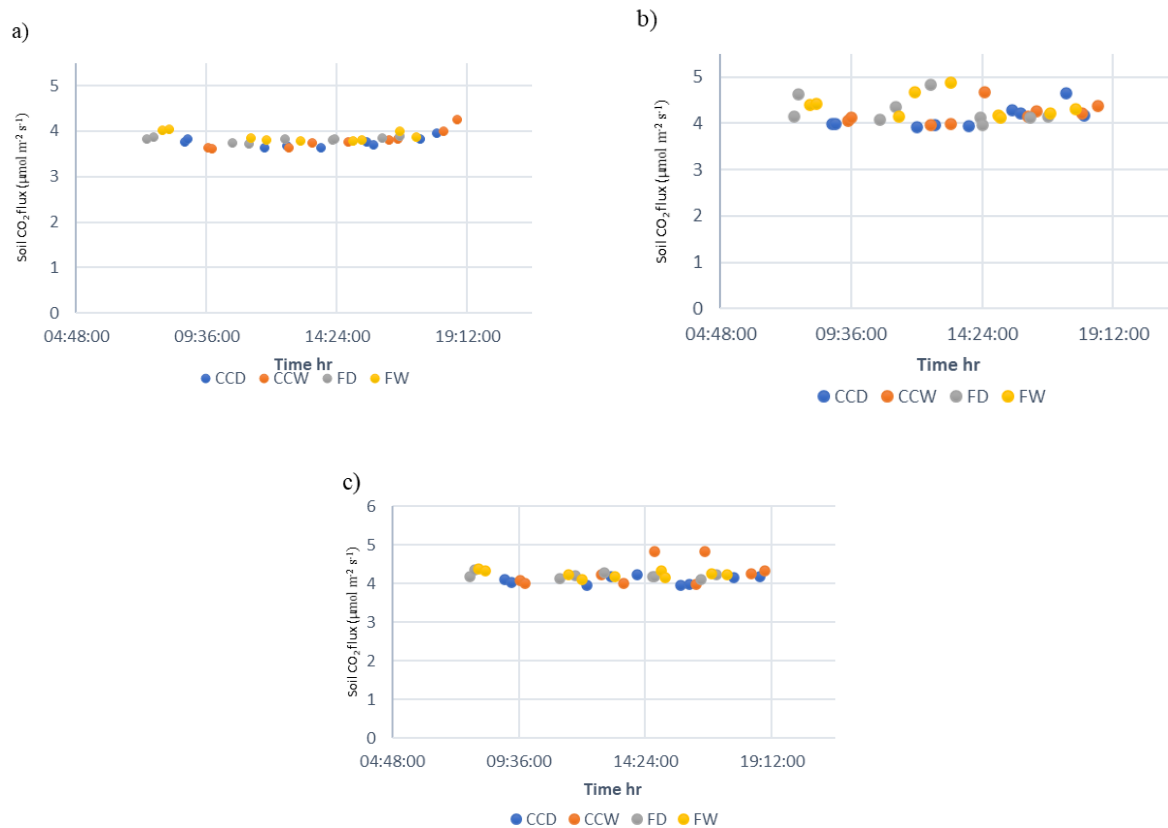 a)
Soil CO₂ flux (µmol m⁻² s⁻¹)
5
4
3
2
1
0
04:48:00 09:36:00 14:24:00 19:12:00
Time hr
CCD CCW FD FW
b)
Soil CO₂ flux (µmol m⁻² s⁻¹)
5
4
3
2
1
0
04:48:00 09:36:00 14:24:00 19:12:00
Time hr
CCD CCW FD FW
c)
Soil CO₂ flux (µmol m⁻² s⁻¹)
6
5
4
3
2
1
0
04:48:00 09:36:00 14:24:00 19:12:00
Time hr
CCD CCW FD FW